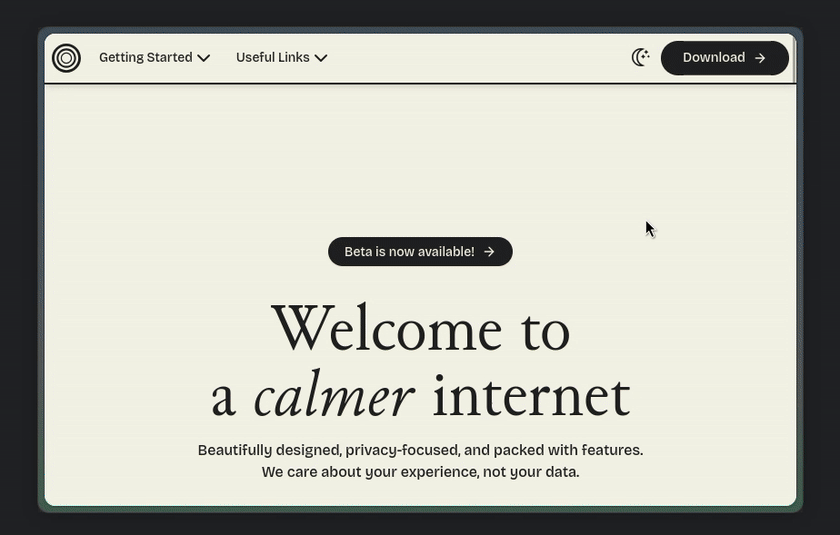 Getting Started
Useful Links
Download
Beta is now available!
Welcome to
a calmer internet
Beautifully designed, privacy-focused, and packed with features.
We care about your experience, not your data.